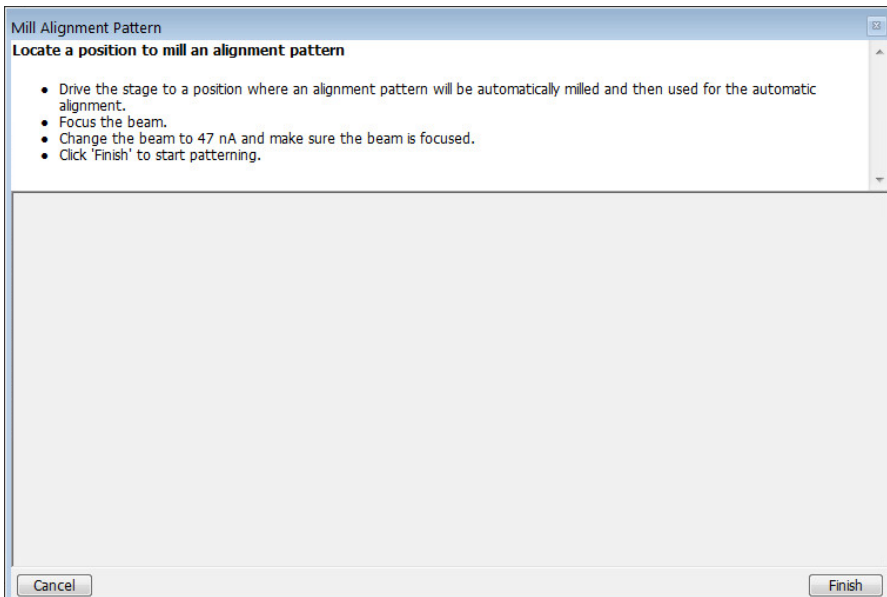 Mill Alignment Pattern
Locate a position to mill an alignment pattern
• Drive the stage to a position where an alignment pattern will be automatically milled and then used for the automatic
alignment.
• Focus the beam.
• Change the beam to 47 nA and make sure the beam is focused.
• Click 'Finish' to start patterning.
Cancel
Finish